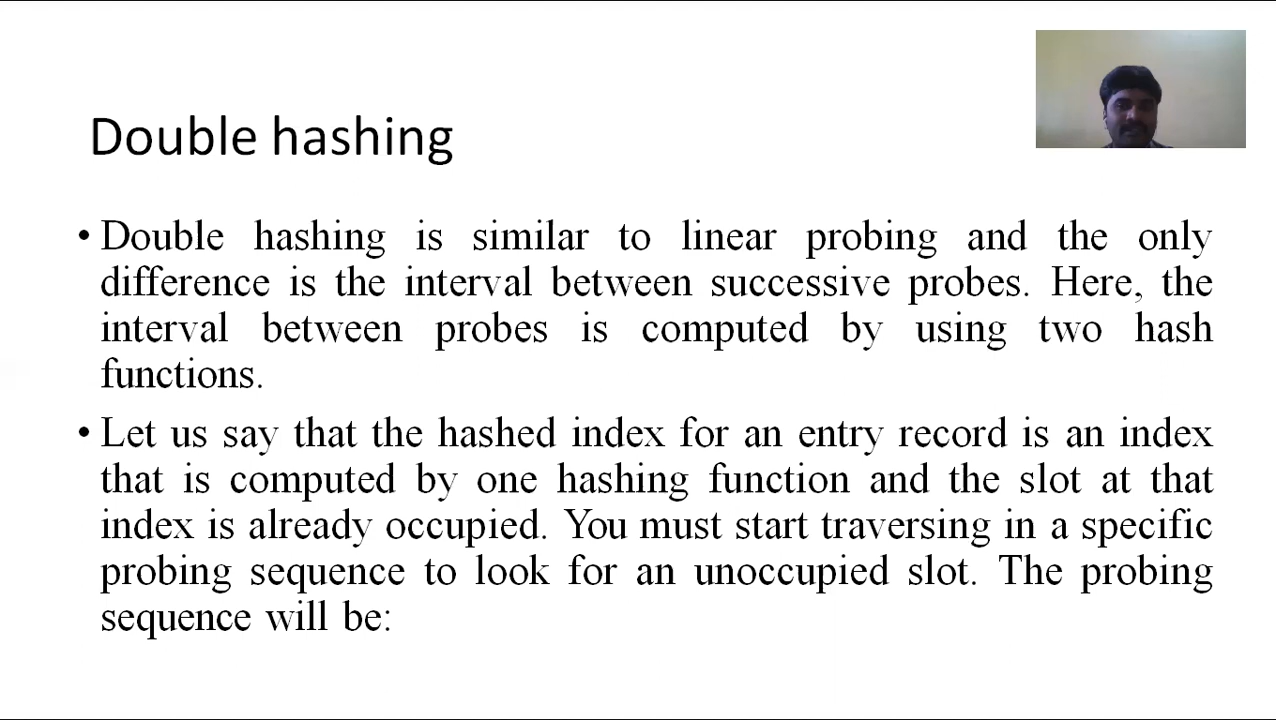 Double hashing
• Double hashing is similar to linear probing and the only
difference is the interval between successive probes. Here, the
interval between probes is computed by using two hash
functions.
• Let us say that the hashed index for an entry record is an index
that is computed by one hashing function and the slot at that
index is already occupied. You must start traversing in a specific
probing sequence to look for an unoccupied slot. The probing
sequence will be: